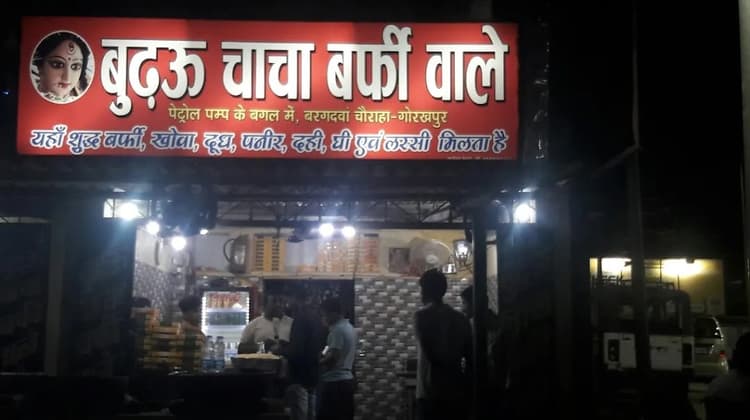 बुढ़ऊ चाचा बर्फी वाले
पेट्रोल पम्प के बगल में, बरगदवां चौराहा-गोरखपुर
यहाँ शुद्ध बर्फी, खोवा, दूध, पनीर, दही, घी एवं लस्सी मिलता है